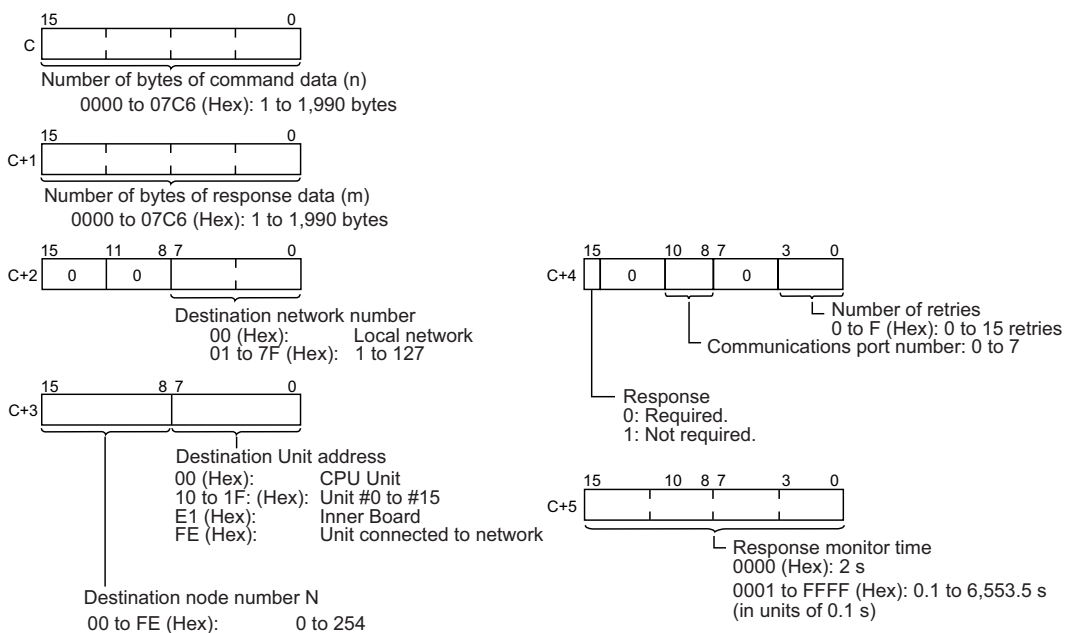 15 0
C
Number of bytes of command data (n)
0000 to 07C6 (Hex): 1 to 1,990 bytes
15 0
C+1
Number of bytes of response data (m)
0000 to 07C6 (Hex): 1 to 1,990 bytes
15 11 8 7 0
C+2 0 0
Destination network number
00 (Hex): Local network
01 to 7F (Hex): 1 to 127
15 8 7 0
C+3
Destination Unit address
00 (Hex): CPU Unit
10 to 1F: (Hex): Unit #0 to #15
E1 (Hex): Inner Board
FE (Hex): Unit connected to network
Destination node number N
00 to FE (Hex): 0 to 254
15 10 8 7 3 0
C+4 0 0
Number of retries
0 to F (Hex): 0 to 15 retries
Communications port number: 0 to 7
Response
0: Required.
1: Not required.
15 10 8 7 3 0
C+5
Response monitor time
0000 (Hex): 2 s
0001 to FFFF (Hex): 0.1 to 6,553.5 s
(in units of 0.1 s)